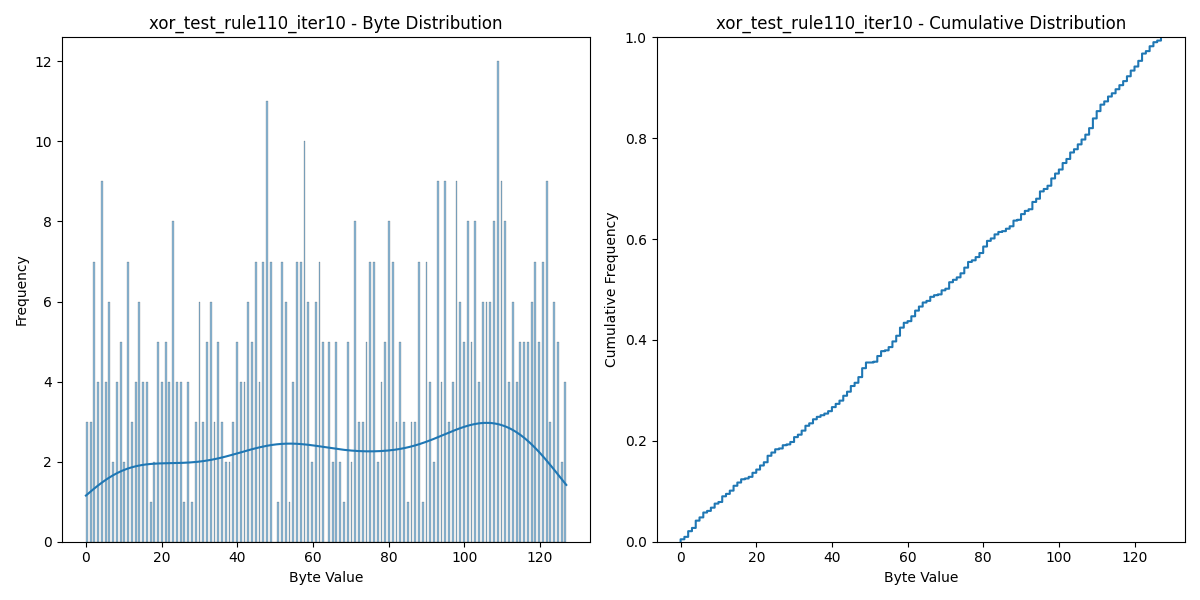 xor_test_rule110_iter10 - Byte Distribution
12
10
8
6
4
2
0
Frequency
0 20 40 60 80 100 120
Byte Value
xor_test_rule110_iter10 - Cumulative Distribution
1.0
0.8
0.6
0.4
0.2
0.0
Cumulative Frequency
0 20 40 60 80 100 120
Byte Value